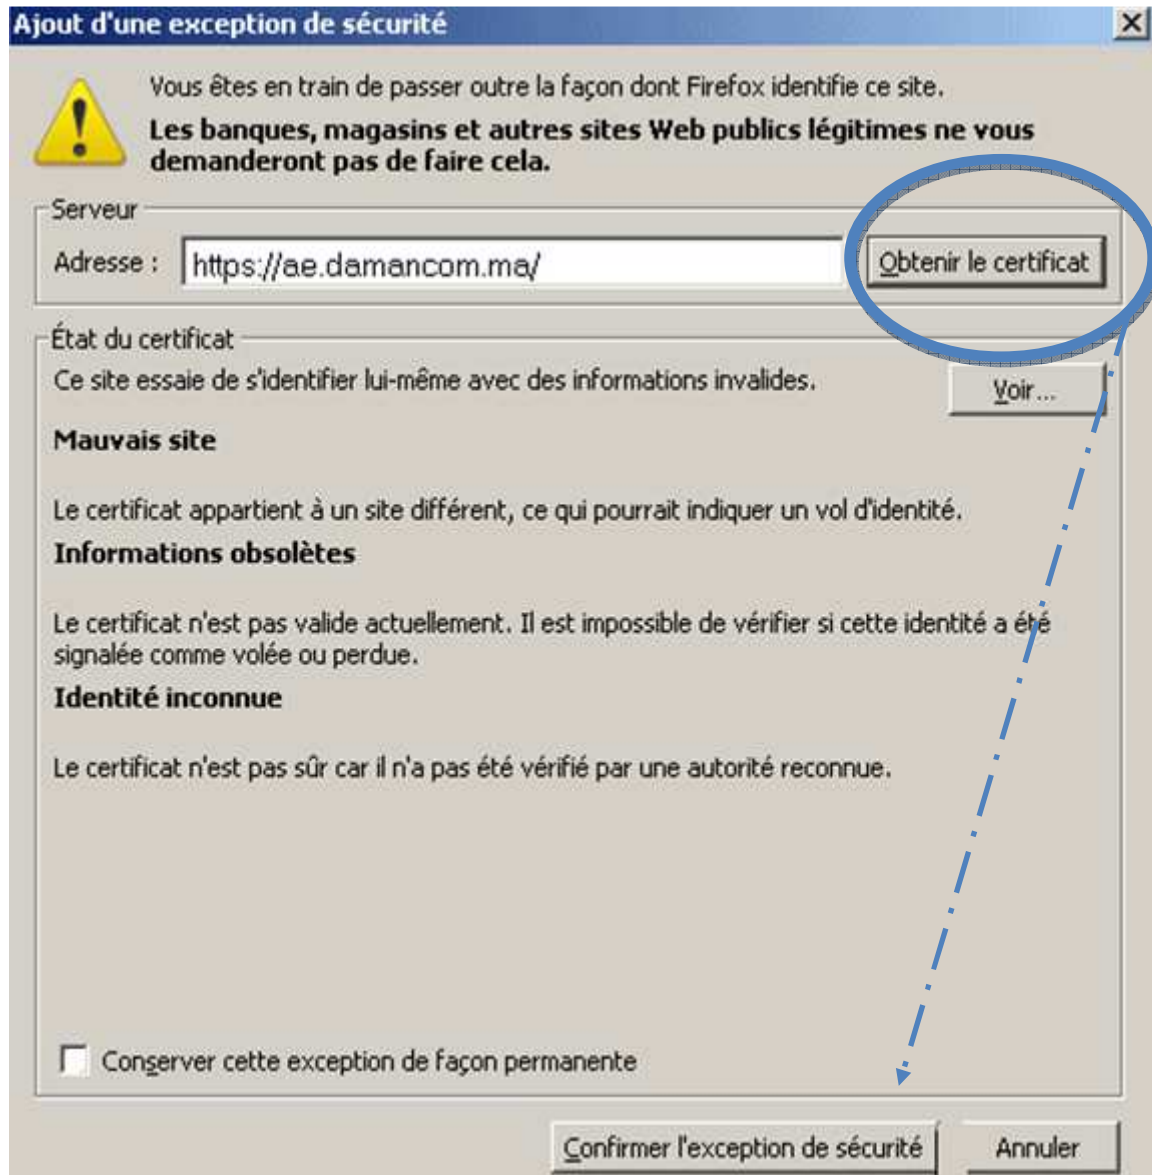 Ajout d'une exception de sécurité
Vous êtes en train de passer outre la façon dont Firefox identifie ce site.
Les banques, magasins et autres sites Web publics légitimes ne vous
demanderont pas de faire cela.
Serveur
Adresse : https://ae.damancom.ma/ Obtenir le certificat
État du certificat
Ce site essaie de s'identifier lui-même avec des informations invalides. Voir...
Mauvais site
Le certificat appartient à un site différent, ce qui pourrait indiquer un vol d'identité.
Informations obsolètes
Le certificat n'est pas valide actuellement. Il est impossible de vérifier si cette identité a été
signalée comme volée ou perdue.
Identité inconnue
Le certificat n'est pas sûr car il n'a pas été vérifié par une autorité reconnue.
Conserver cette exception de façon permanente
Confirmer l'exception de sécurité Annuler